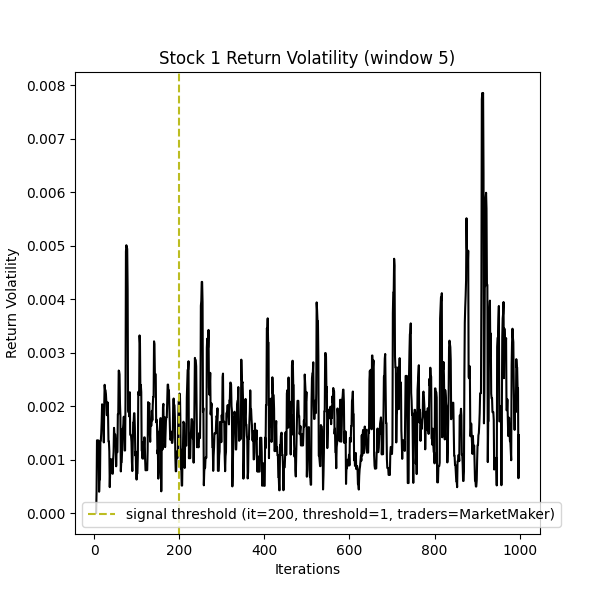 Stock 1 Return Volatility (window 5)
Return Volatility
0.008
0.007
0.006
0.005
0.004
0.003
0.002
0.001
0.000
signal threshold (it=200, threshold=1, traders=MarketMaker)
0 200 400 600 800 1000
Iterations